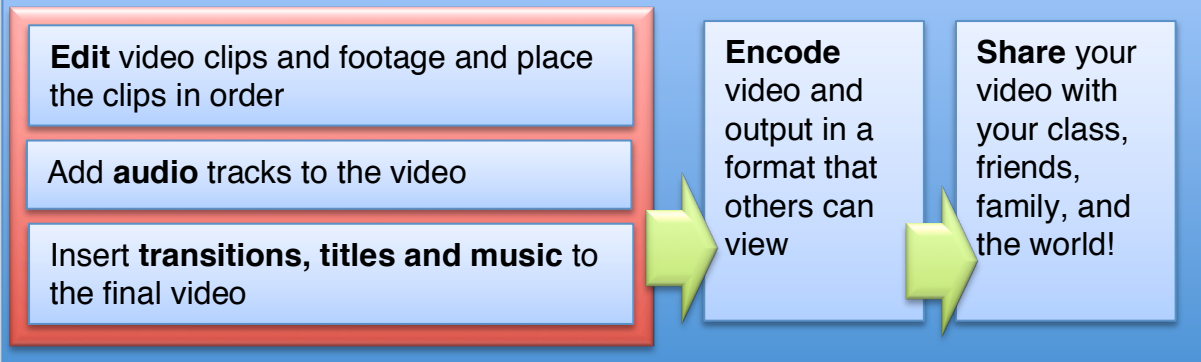 Edit video clips and footage and place
the clips in order
Add audio tracks to the video
Insert transitions, titles and music to
the final video
Encode
video and
output in a
format that
others can
view
Share your
video with
your class,
friends,
family, and
the world!